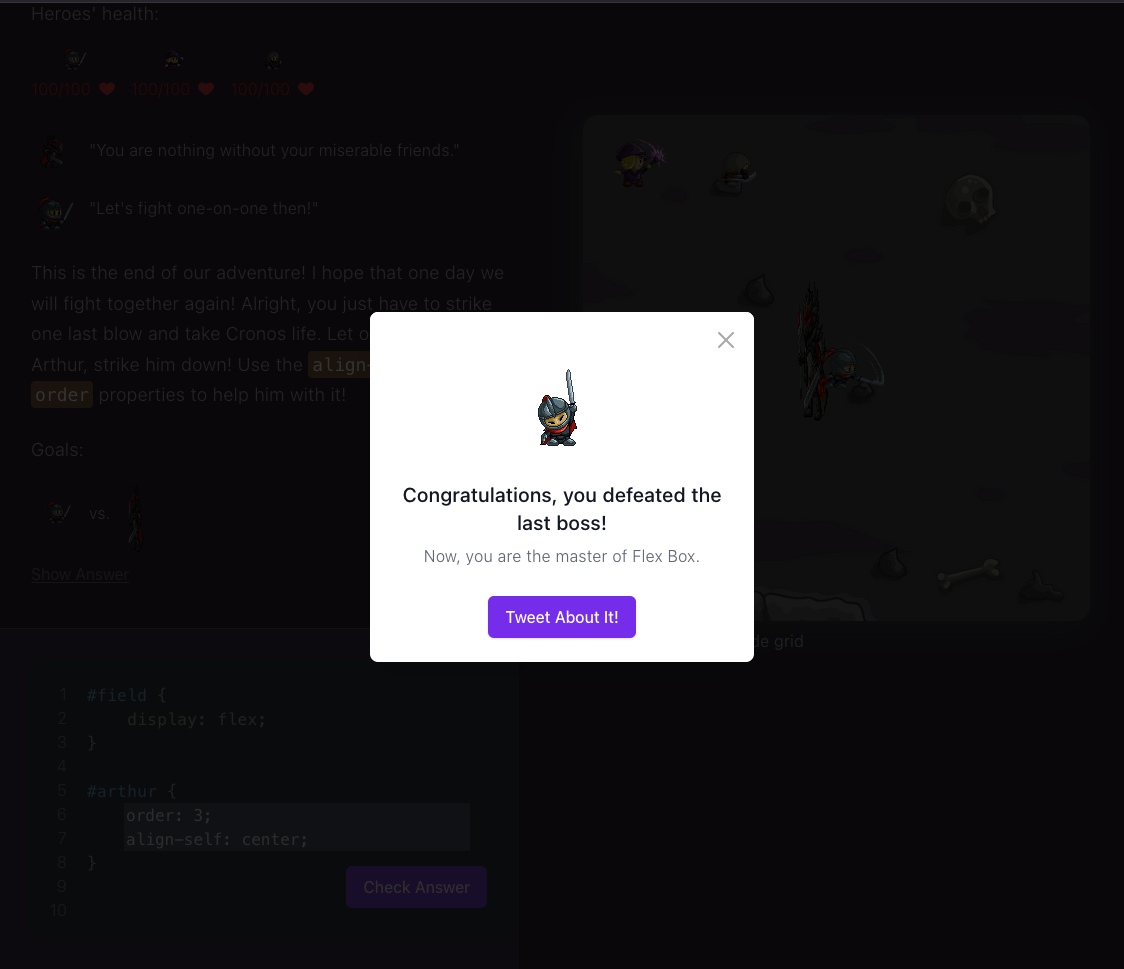 Heroes' health:
100/100 100/100 100/100
"You are nothing without your miserable friends."
"Let's fight one-on-one then!"
This is the end of our adventure! I hope that one day we
will fight together again! Alright, you just have to strike
one last blow and take Cronos life. Let
Arthur, strike him down! Use the align-
order properties to help him with it!
Goals:
vs.
Show Answer
Congratulations, you defeated the
last boss!
Now, you are the master of Flex Box.
Tweet About It!
grid
1 #field {
2 display: flex;
3 }
4
5 #arthur {
6 order: 3;
7 align-self: center;
8 }
9
10
Check Answer